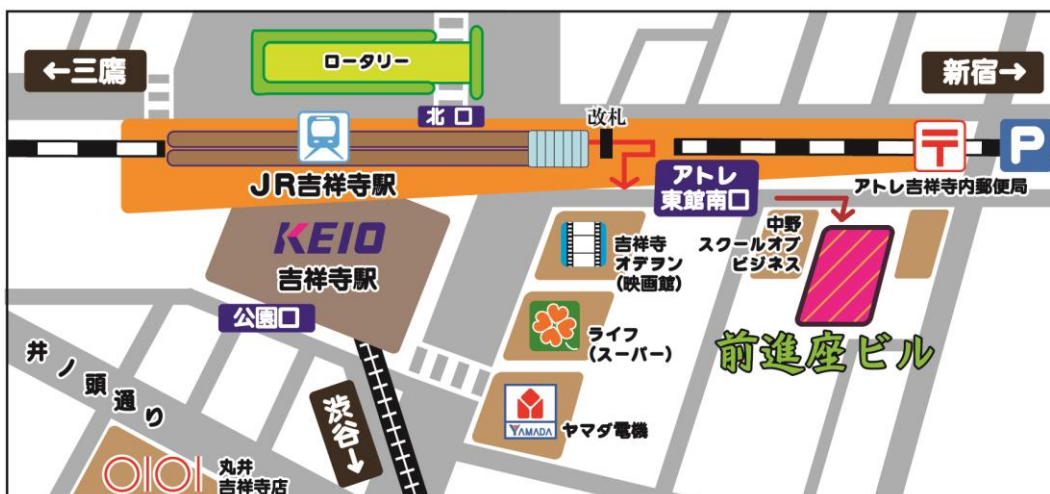 ←三鷹
ロータリー
新宿→
北口
改札
JR吉祥寺駅
アトレ
東館南口
アトレ吉祥寺内郵便局
P
KEIO
吉祥寺駅
公園口
吉祥寺
オデヲン
(映画館)
中野
スクールオブ
ビジネス
前進座ビル
ライフ
(スーパー)
井ノ頭通り
渋谷→
YAMADA
ヤマダ電機
OIOI
丸井
吉祥寺店